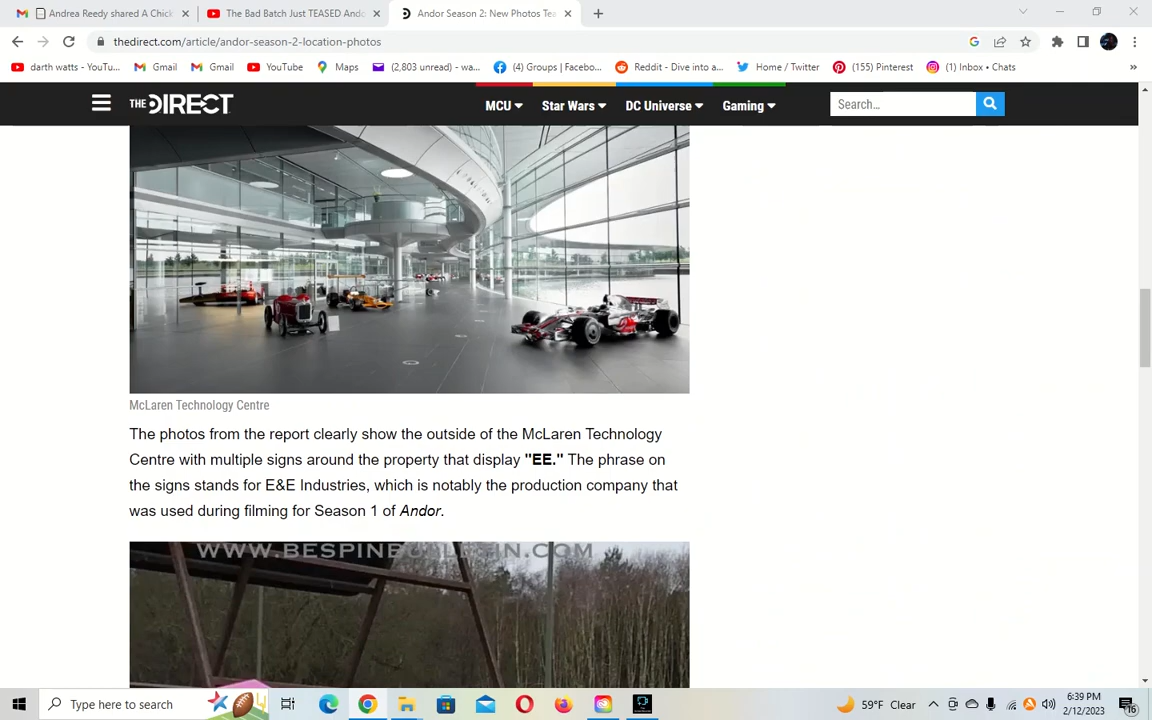 Andrea Reedy shared A Chick
The Bad Batch Just TEASED Ando
Andor Season 2: New Photos Tea
thedirect.com/article/andor-season-2-location-photos
darth watts - YouTu...
Gmail
Gmail
YouTube
Maps
(2,803 unread) - wa...
(4) Groups | Facebo...
Reddit - Dive into a...
Home / Twitter
(155) Pinterest
(1) Inbox • Chats
THE DIRECT
MCU
Star Wars
DC Universe
Gaming
Search...
McLaren Technology Centre
The photos from the report clearly show the outside of the McLaren Technology
Centre with multiple signs around the property that display "EE." The phrase on
the signs stands for E&E Industries, which is notably the production company that
was used during filming for Season 1 of Andor.
WWW.BESPINBULLETIN.COM
Type here to search
59°F Clear
6:39 PM
2/12/2023
16